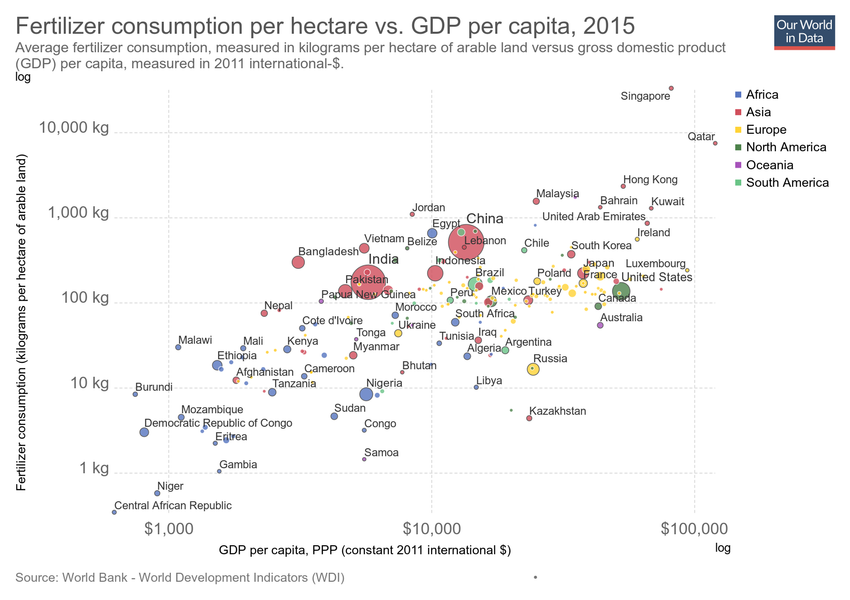 Fertilizer consumption per hectare vs. GDP per capita, 2015
Our World
in Data
Average fertilizer consumption, measured in kilograms per hectare of arable land versus gross domestic product
(GDP) per capita, measured in 2011 international-$.
log
Singapore
Africa
Asia
Europe
North America
Oceania
South America
10,000 kg
Qatar
Hong Kong
Malaysia
Bahrain
Kuwait
Jordan
1,000 kg
China
United Arab Emirates
Egypt
Ireland
Vietnam
Belize
Lebanon
Chile
South Korea
Bangladesh
India
Indonesia
Japan
Luxembourg
Brazil
Poland
France
United States
Pakistan
Papua New Guinea
Peru
Mexico
Turkey
Canada
100 kg
Nepal
Morocco
South Africa
Australia
Cote d'Ivoire
Ukraine
Tonga
Tunisia
Iraq
Malawi
Mali
Kenya
Myanmar
Algeria
Argentina
Ethiopia
Afghanistan
Cameroon
Bhutan
Russia
Tanzania
Nigeria
Libya
10 kg
Burundi
Mozambique
Sudan
Kazakhstan
Democratic Republic of Congo
Congo
Eritrea
Samoa
Gambia
1 kg
Niger
Central African Republic
Fertilizer consumption (kilograms per hectare of arable land)
$1,000
$10,000
$100,000
GDP per capita, PPP (constant 2011 international $)
log
Source: World Bank - World Development Indicators (WDI)